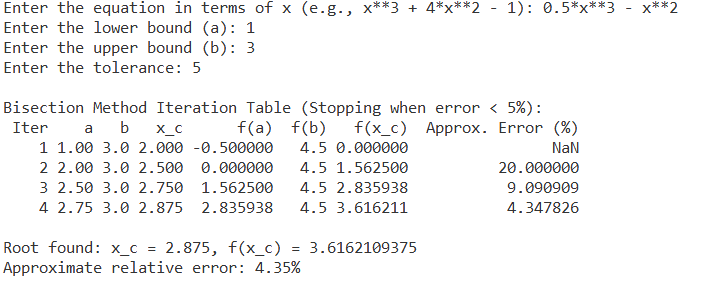 Enter the equation in terms of x (e.g., x**3 + 4*x**2 - 1): 0.5*x**3 - x**2
Enter the lower bound (a): 1
Enter the upper bound (b): 3
Enter the tolerance: 5
Bisection Method Iteration Table (Stopping when error < 5%):
Iter a b x_c f(a) f(b) f(x_c) Approx. Error (%)
1 1.00 3.0 2.000 -0.500000 4.5 0.000000 NaN
2 2.00 3.0 2.500 0.000000 4.5 1.562500 20.000000
3 2.50 3.0 2.750 1.562500 4.5 2.835938 9.090909
4 2.75 3.0 2.875 2.835938 4.5 3.616211 4.347826
Root found: x_c = 2.875, f(x_c) = 3.6162109375
Approximate relative error: 4.35%